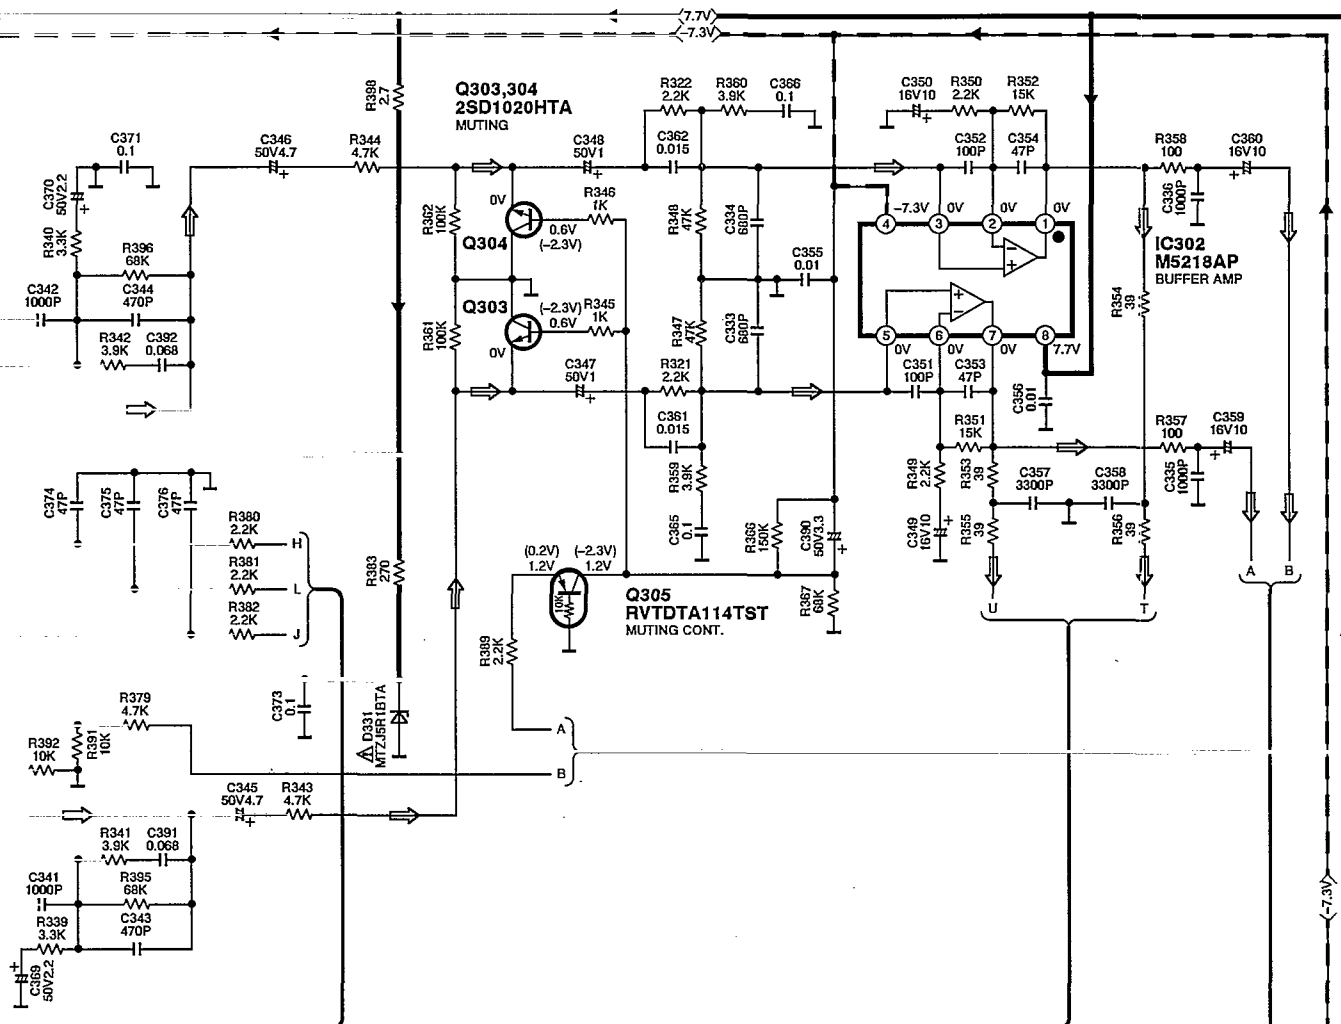 7.7V
-7.3V
R398
2.7
Q303,304
2SD1020HTA
MUTING
R322
2.2K
R360
3.9K
C366
0.1
C350
16V10
R350
2.2K
R352
15K
C371
0.1
C346
50V4.7
R344
4.7K
C348
50V1
C362
0.015
C352
100P
C354
47P
R358
100
C360
16V10
C370
50V2.2
R340
3.3K
R396
68K
C344
470P
C342
1000P
R342
3.9K
C392
0.068
R362
100K
0V
Q304
R346
1K
0.6V
(-2.3V)
R348
47K
C334
680P
C355
0.01
4
-7.3V
3
0V
2
0V
1
0V
C336
1000P
IC302
M5218AP
BUFFER AMP
R354
39
Q303
(-2.3V)
0.6V
R345
1K
R361
100K
0V
R347
47K
C333
680P
5
0V
6
0V
7
0V
8
7.7V
C347
50V1
R321
2.2K
C351
100P
C353
47P
C356
0.01
C361
0.015
R359
3.9K
C365
0.1
R351
15K
R349
2.2K
R353
39
C357
3300P
C358
3300P
R357
100
C359
16V10
C335
1000P
C349
16V10
R355
39
R356
39
C374
47P
C375
47P
C376
47P
R380
2.2K
H
R381
2.2K
L
R382
2.2K
J
R383
270
R366
150K
C390
50V3.3
R367
68K
(0.2V)
1.2V
(-2.3V)
1.2V
10K
Q305
RVTDTA114TST
MUTING CONT.
R389
2.2K
U
T
A
B
R379
4.7K
R392
10K
R391
10K
C373
0.1
D331
MTZJ5R1BTA
A
B
C345
50V4.7
R343
4.7K
R341
3.9K
C391
0.068
C341
1000P
R395
68K
R339
3.3K
C343
470P
C369
50V2.2
-7.3V